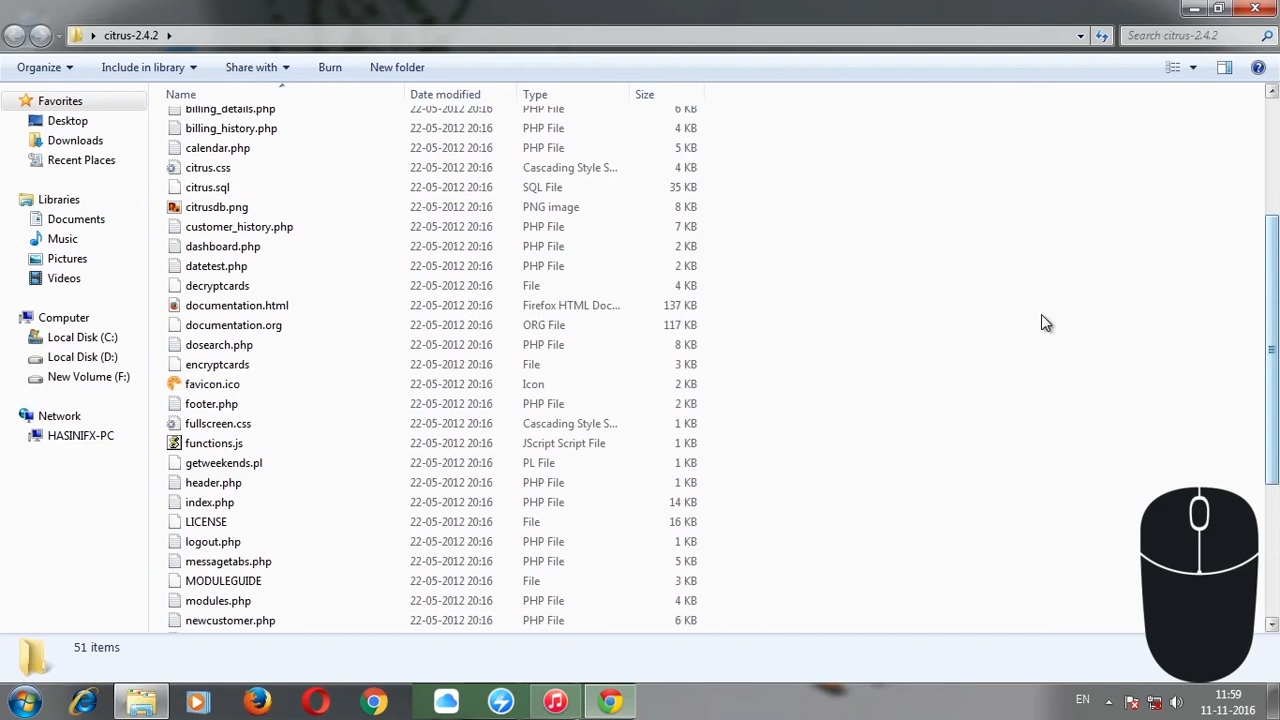 citrus-2.4.2
Search citrus-2.4.2
Organize Include in library Share with Burn New folder
Name Date modified Type Size
Favorites
Desktop
Downloads
Recent Places
Libraries
Documents
Music
Pictures
Videos
Computer
Local Disk (C:)
Local Disk (D:)
New Volume (F:)
Network
HASINIFX-PC
billing_details.php 22-05-2012 20:16 PHP File 6 KB
billing_history.php 22-05-2012 20:16 PHP File 4 KB
calendar.php 22-05-2012 20:16 PHP File 5 KB
citrus.css 22-05-2012 20:16 Cascading Style S... 4 KB
citrus.sql 22-05-2012 20:16 SQL File 35 KB
citrusdb.png 22-05-2012 20:16 PNG image 8 KB
customer_history.php 22-05-2012 20:16 PHP File 7 KB
dashboard.php 22-05-2012 20:16 PHP File 2 KB
datetest.php 22-05-2012 20:16 PHP File 2 KB
decryptcards 22-05-2012 20:16 File 4 KB
documentation.html 22-05-2012 20:16 Firefox HTML Doc... 137 KB
documentation.org 22-05-2012 20:16 ORG File 117 KB
dosearch.php 22-05-2012 20:16 PHP File 8 KB
encryptcards 22-05-2012 20:16 File 3 KB
favicon.ico 22-05-2012 20:16 Icon 2 KB
footer.php 22-05-2012 20:16 PHP File 2 KB
fullscreen.css 22-05-2012 20:16 Cascading Style S... 1 KB
functions.js 22-05-2012 20:16 JScript Script File 1 KB
getweekends.pl 22-05-2012 20:16 PL File 1 KB
header.php 22-05-2012 20:16 PHP File 1 KB
index.php 22-05-2012 20:16 PHP File 14 KB
LICENSE 22-05-2012 20:16 File 16 KB
logout.php 22-05-2012 20:16 PHP File 1 KB
messagetabs.php 22-05-2012 20:16 PHP File 5 KB
MODULEGUIDE 22-05-2012 20:16 File 3 KB
modules.php 22-05-2012 20:16 PHP File 4 KB
newcustomer.php 22-05-2012 20:16 PHP File 6 KB
51 items
EN
11:59
11-11-2016